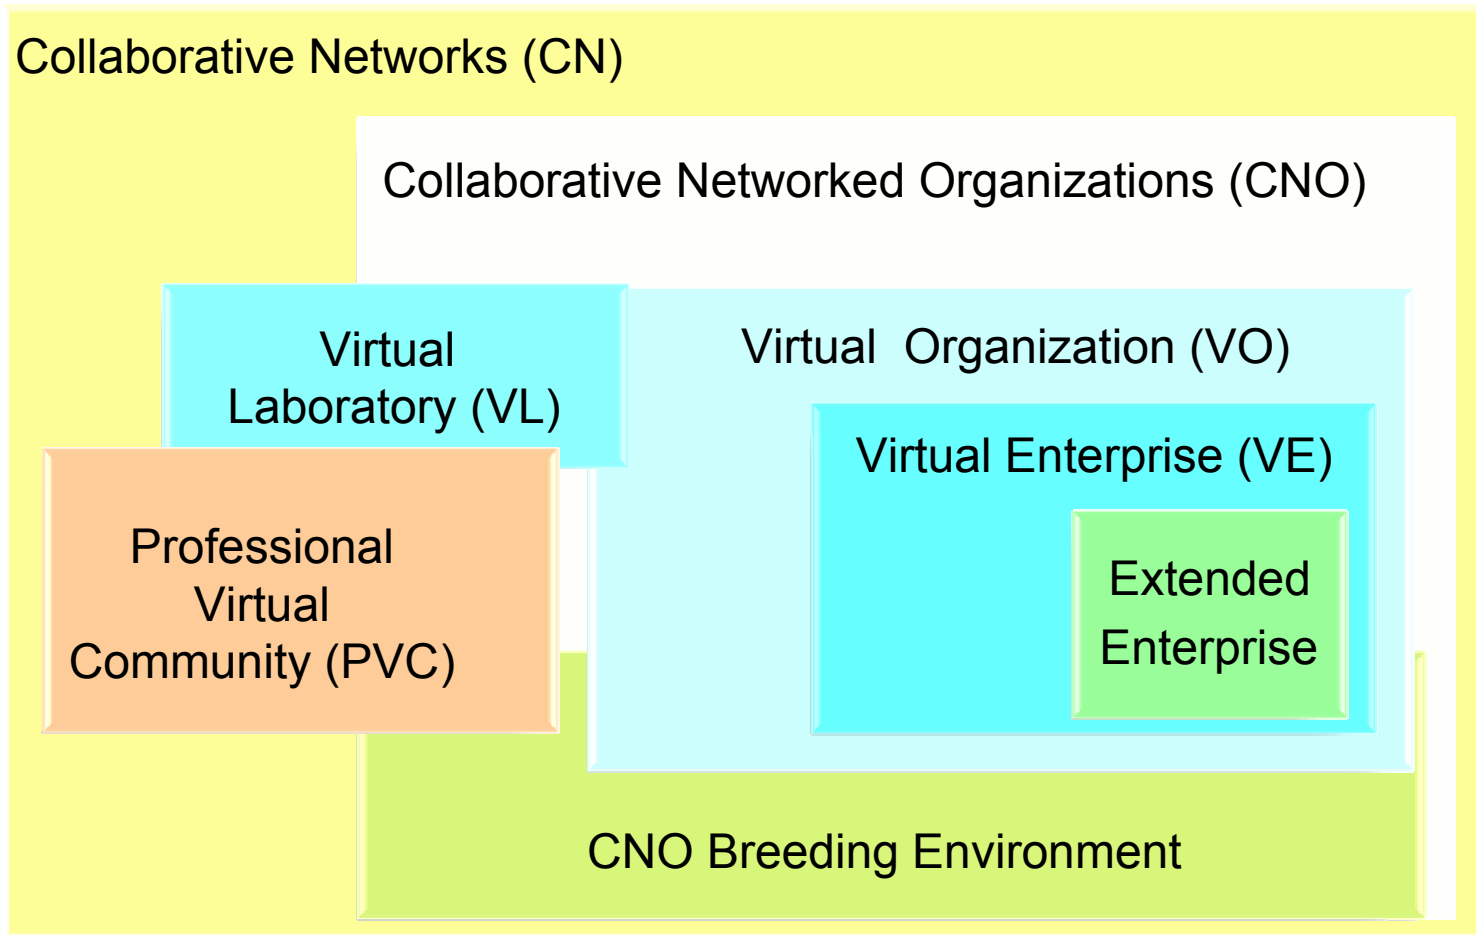 Collaborative Networks (CN)
Collaborative Networked Organizations (CNO)
Virtual
Laboratory (VL)
Virtual  Organization (VO)
Virtual Enterprise (VE)
Professional
Virtual
Community (PVC)
Extended
Enterprise
CNO Breeding Environment